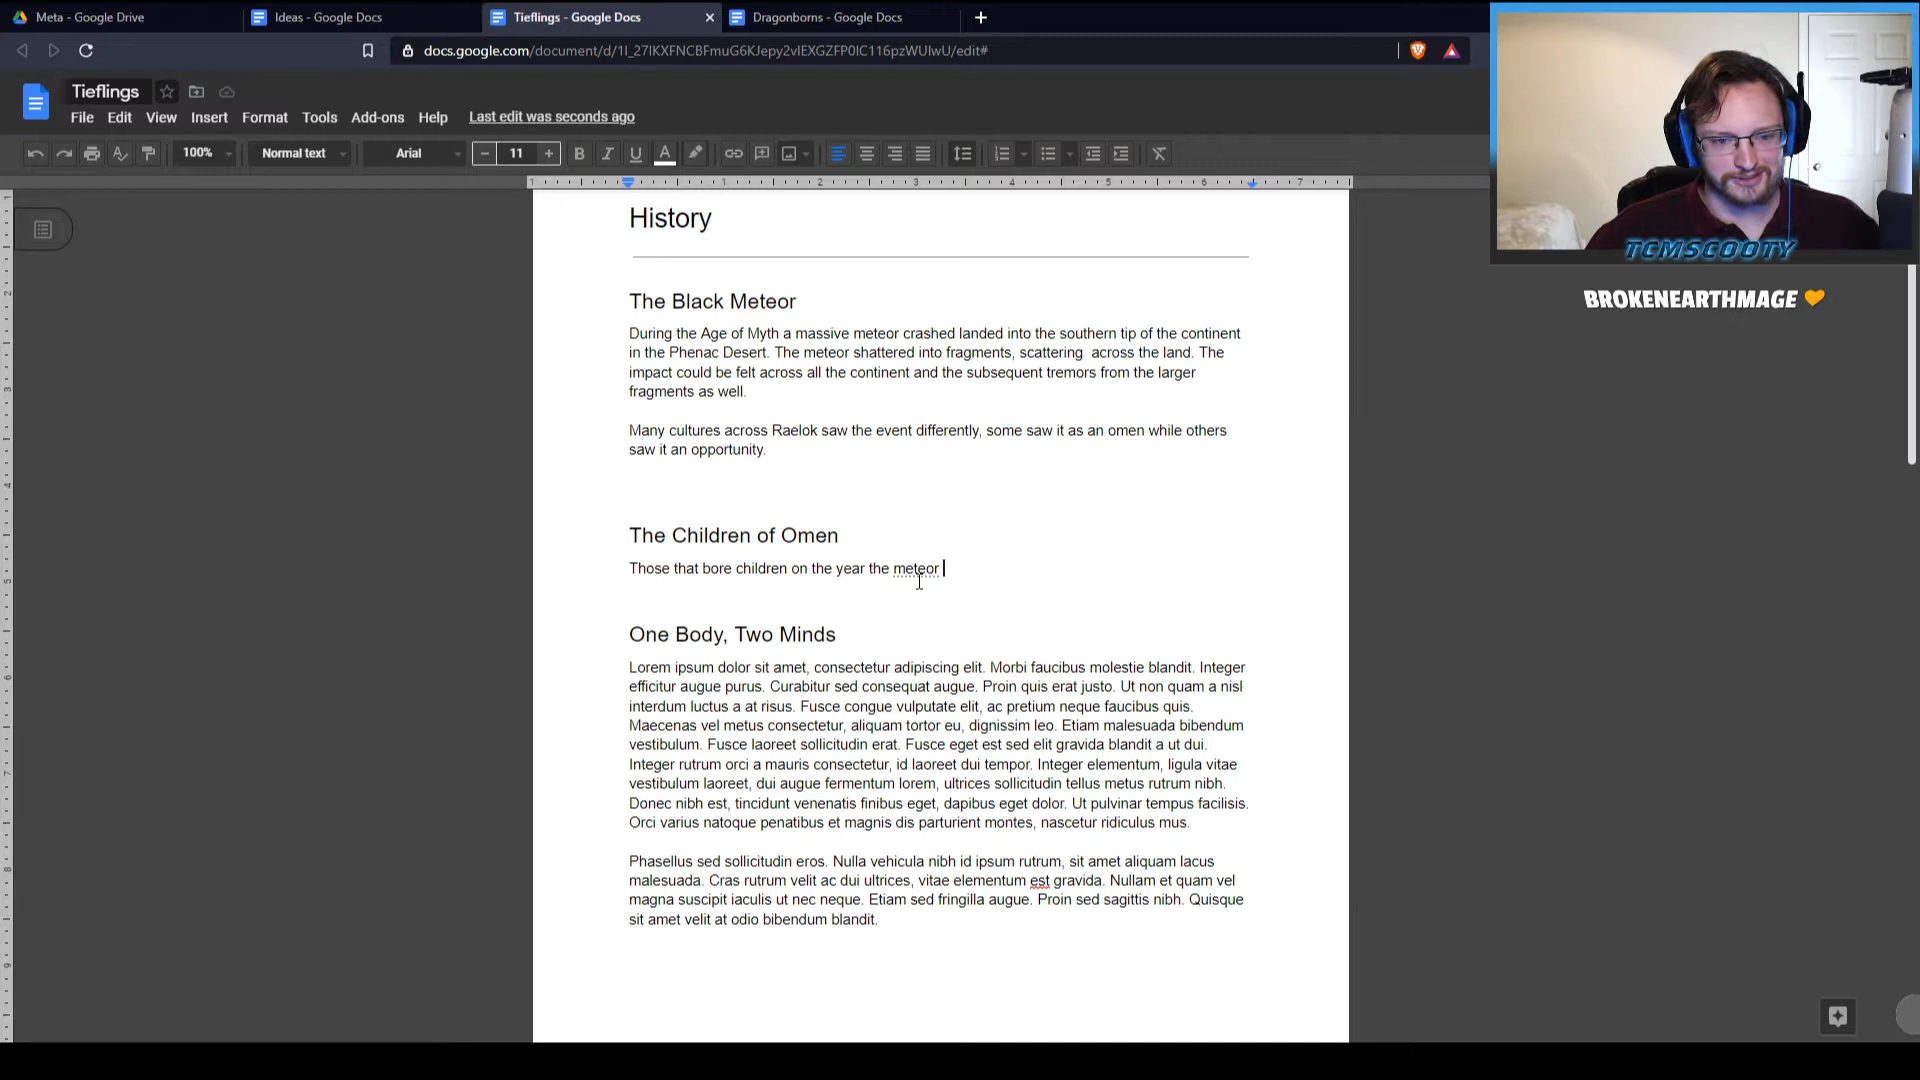 Meta - Google Drive
Ideas - Google Docs
Tieflings - Google Docs
Dragonborns - Google Docs
docs.google.com/document/d/1I_27IKXFNCBFmuG6KJepy2vIEXGZFP0IC116pzWUIwU/edit#
Tieflings
File Edit View Insert Format Tools Add-ons Help Last edit was seconds ago
100% Normal text Arial 11
1 1 2 3 4 5 6 7
TCMSCOOTY
BROKENEARTHMAGE
History
The Black Meteor
During the Age of Myth a massive meteor crashed landed into the southern tip of the continent
in the Phenac Desert. The meteor shattered into fragments, scattering  across the land. The
impact could be felt across all the continent and the subsequent tremors from the larger
fragments as well.
Many cultures across Raelok saw the event differently, some saw it as an omen while others
saw it an opportunity.
The Children of Omen
Those that bore children on the year the meteor
One Body, Two Minds
Lorem ipsum dolor sit amet, consectetur adipiscing elit. Morbi faucibus molestie blandit. Integer
efficitur augue purus. Curabitur sed consequat augue. Proin quis erat justo. Ut non quam a nisl
interdum luctus a at risus. Fusce congue vulputate elit, ac pretium neque faucibus quis.
Maecenas vel metus consectetur, aliquam tortor eu, dignissim leo. Etiam malesuada bibendum
vestibulum. Fusce laoreet sollicitudin erat. Fusce eget est sed elit gravida blandit a ut dui.
Integer rutrum orci a mauris consectetur, id laoreet dui tempor. Integer elementum, ligula vitae
vestibulum laoreet, dui augue fermentum lorem, ultrices sollicitudin tellus metus rutrum nibh.
Donec nibh est, tincidunt venenatis finibus eget, dapibus eget dolor. Ut pulvinar tempus facilisis.
Orci varius natoque penatibus et magnis dis parturient montes, nascetur ridiculus mus.
Phasellus sed sollicitudin eros. Nulla vehicula nibh id ipsum rutrum, sit amet aliquam lacus
malesuada. Cras rutrum velit ac dui ultrices, vitae elementum est gravida. Nullam et quam vel
magna suscipit iaculis ut nec neque. Etiam sed fringilla augue. Proin sed sagittis nibh. Quisque
sit amet velit at odio bibendum blandit.